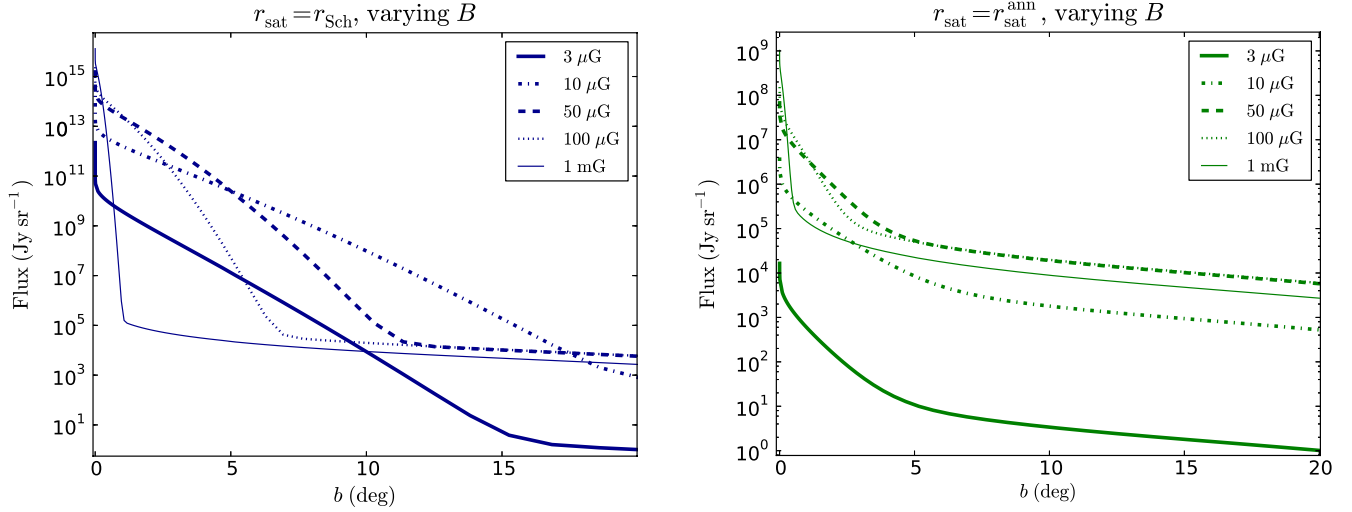 r_sat = r_Sch, varying B
Flux (Jy sr⁻¹)
10¹⁵
10¹³
10¹¹
10⁹
10⁷
10⁵
10³
10¹
3 μG
10 μG
50 μG
100 μG
1 mG
0 5 10 15
b (deg)
r_sat = r_sat^ann, varying B
Flux (Jy sr⁻¹)
10⁹
10⁸
10⁷
10⁶
10⁵
10⁴
10³
10²
10¹
10⁰
3 μG
10 μG
50 μG
100 μG
1 mG
0 5 10 15 20
b (deg)